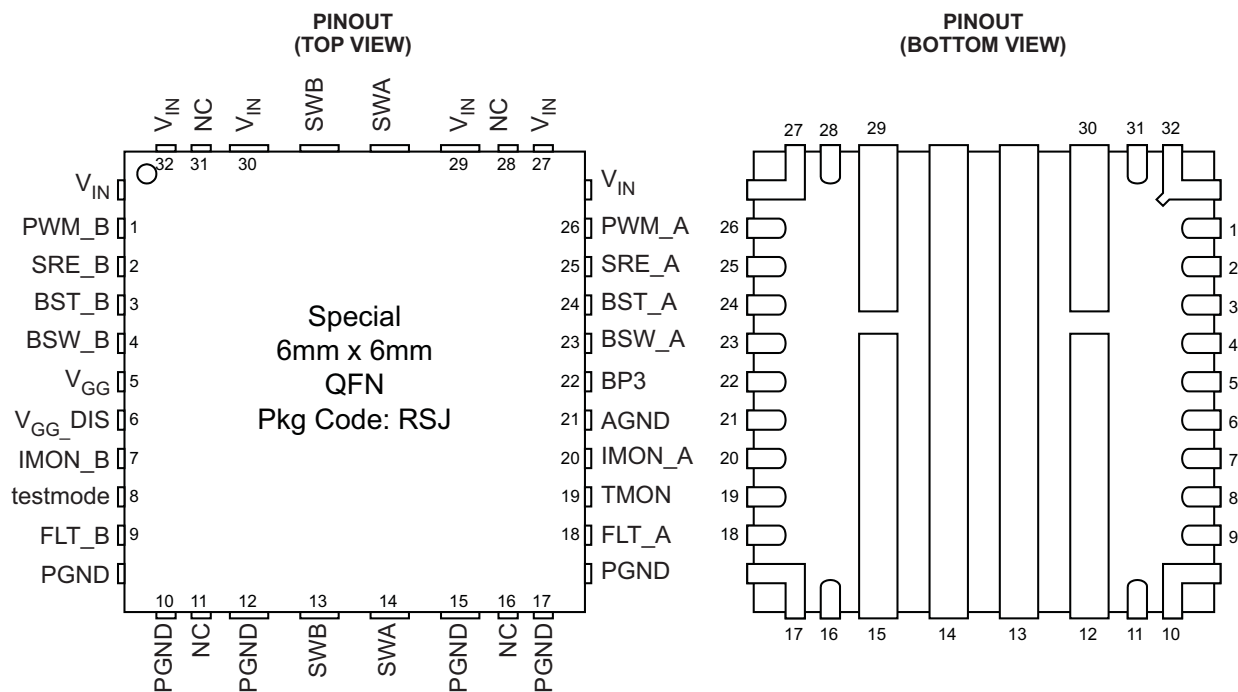 PINOUT
(TOP VIEW)
VIN
NC
VIN
SWB
SWA
VIN
NC
VIN
32
31
30
29
28
27
VIN
VIN
PWM_B 1
26 PWM_A
SRE_B 2
25 SRE_A
BST_B 3
24 BST_A
BSW_B 4
23 BSW_A
VGG 5
22 BP3
VGG_DIS 6
21 AGND
IMON_B 7
20 IMON_A
testmode 8
19 TMON
FLT_B 9
18 FLT_A
PGND
PGND
Special
6mm x 6mm
QFN
Pkg Code: RSJ
10
11
12
13
14
15
16
17
PGND
NC
PGND
SWB
SWA
PGND
NC
PGND
PINOUT
(BOTTOM VIEW)
27
28
29
30
31
32
26
1
25
2
24
3
23
4
22
5
21
6
20
7
19
8
18
9
17
16
15
14
13
12
11
10